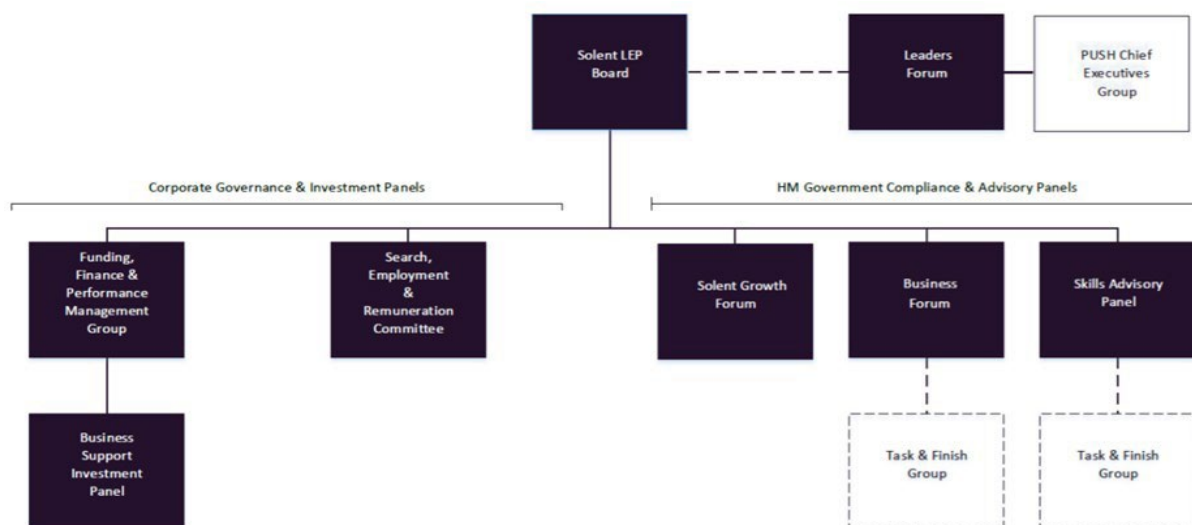 Solent LEP
Board
Leaders
Forum
PUSH Chief
Executives
Group
Corporate Governance & Investment Panels
HM Government Compliance & Advisory Panels
Funding,
Finance &
Performance
Management
Group
Search,
Employment
&
Remuneration
Committee
Solent Growth
Forum
Business
Forum
Skills Advisory
Panel
Business
Support
Investment
Panel
Task & Finish
Group
Task & Finish
Group